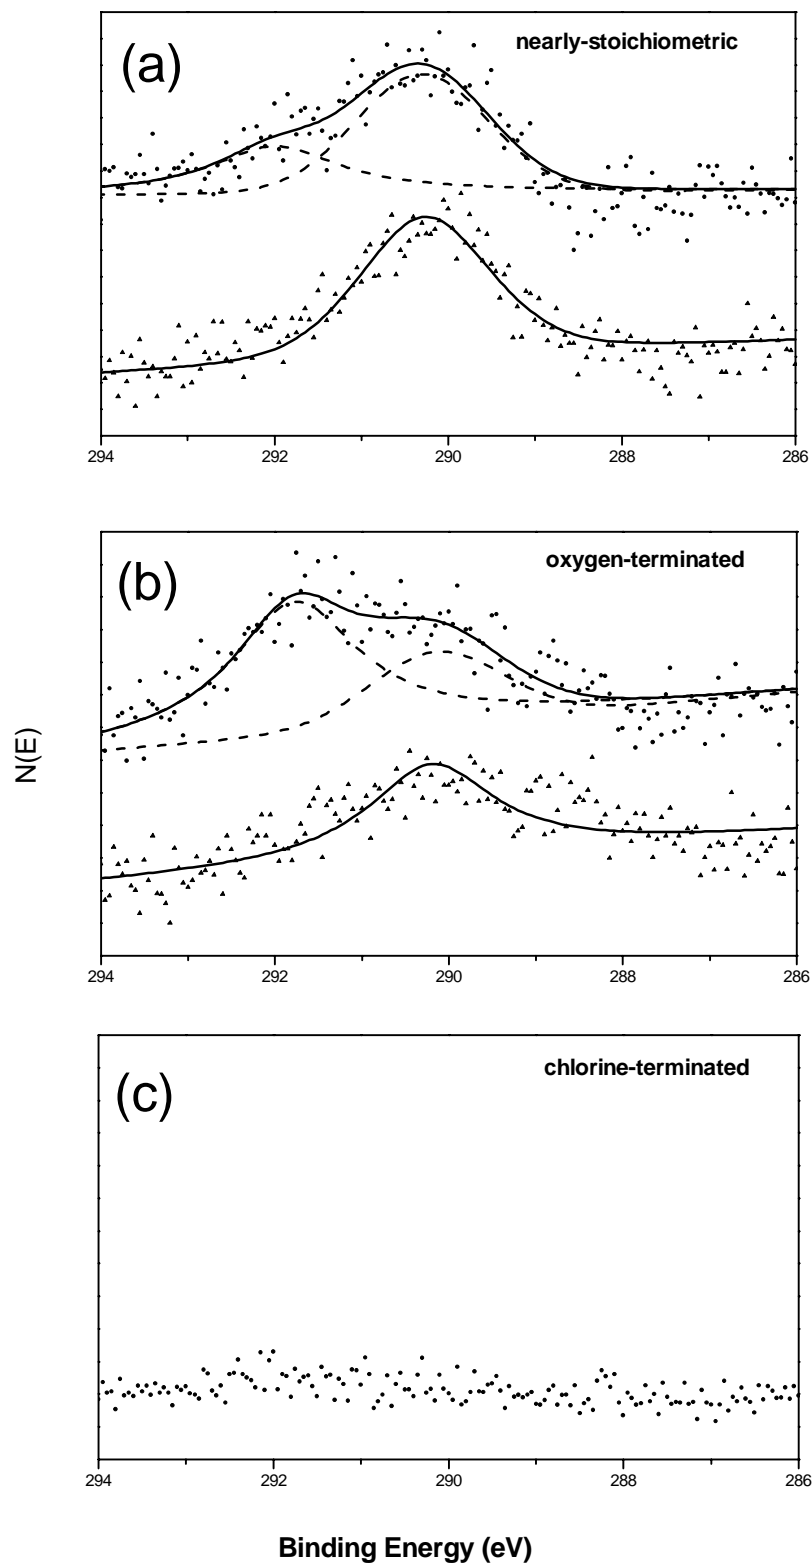 (a)
nearly-stoichiometric
294 292 290 288 286
(b)
oxygen-terminated
N(E)
294 292 290 288 286
(c)
chlorine-terminated
294 292 290 288 286
Binding Energy (eV)